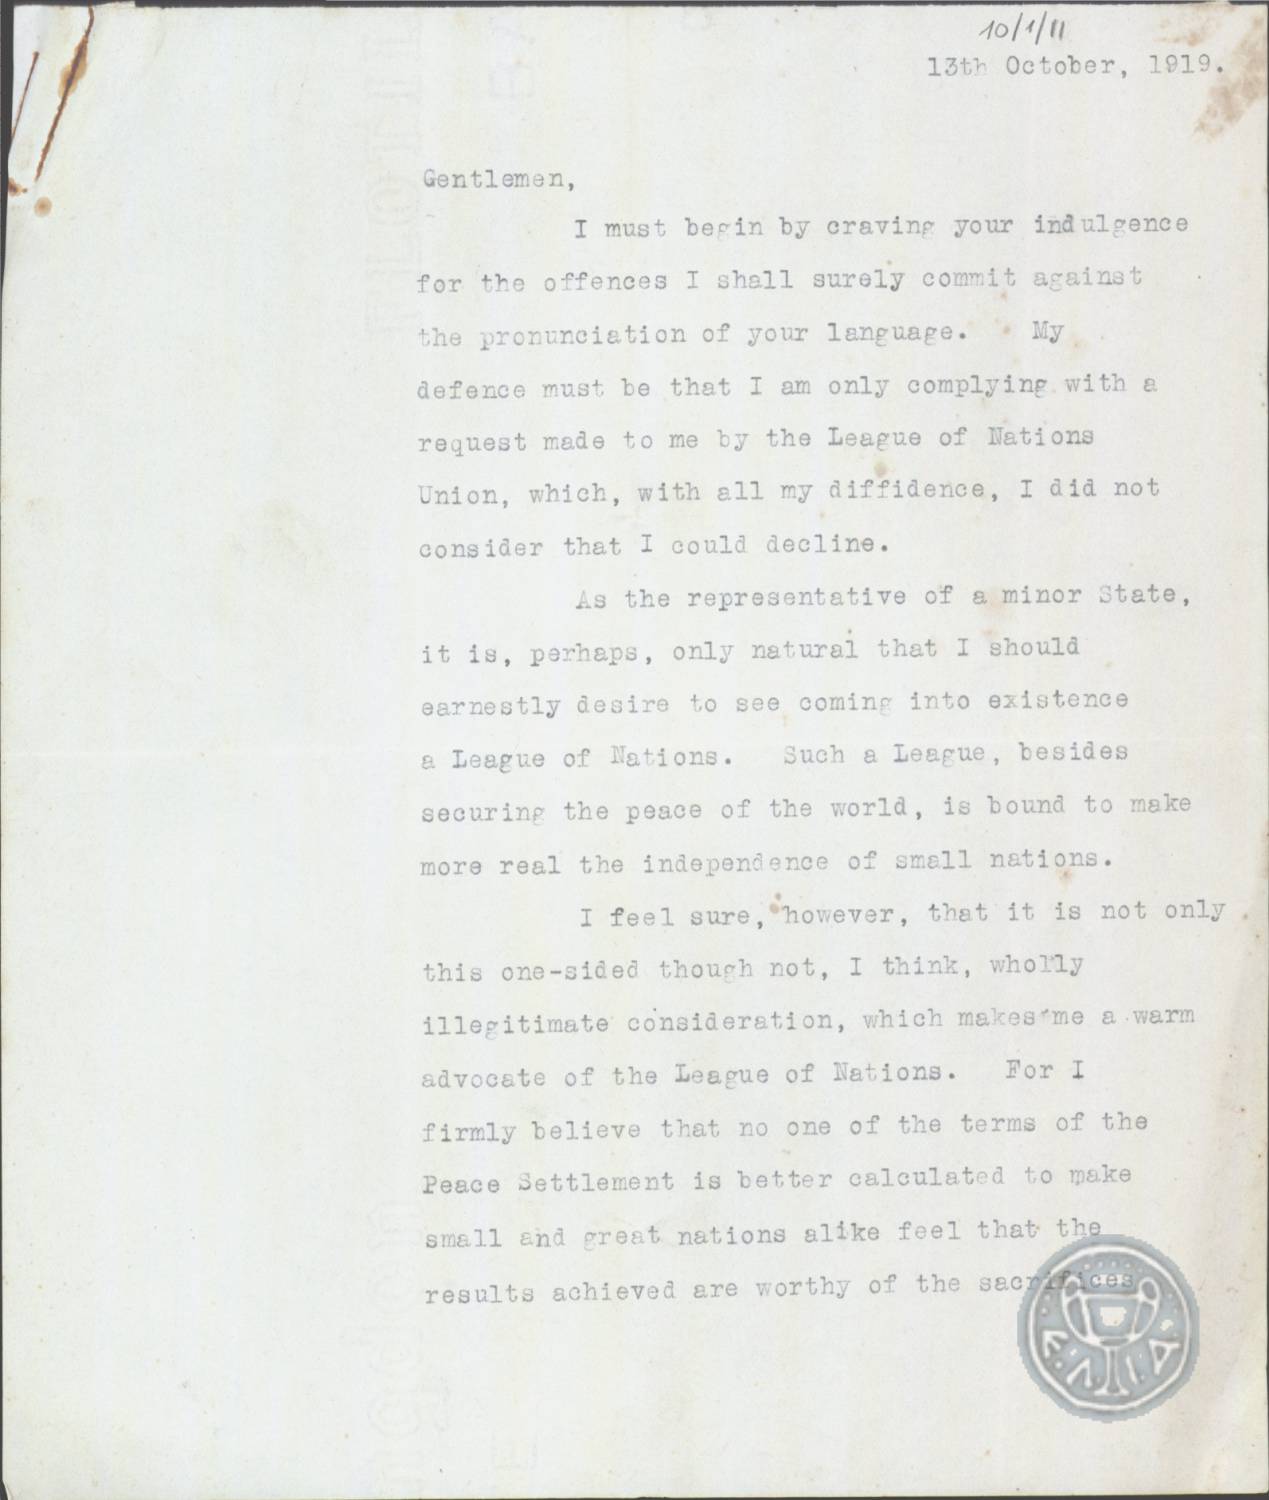 10/1/11
13th October, 1919.
Gentlemen,
I must begin by craving your indulgence
for the offences I shall surely commit against
the pronunciation of your language. My
defence must be that I am only complying with a
request made to me by the League of Nations
Union, which, with all my diffidence, I did not
consider that I could decline.
As the representative of a minor State,
it is, perhaps, only natural that I should
earnestly desire to see coming into existence
a League of Nations. Such a League, besides
securing the peace of the world, is bound to make
more real the independence of small nations.
I feel sure, however, that it is not only
this one-sided though not, I think, wholly
illegitimate consideration, which makes me a warm
advocate of the League of Nations. For I
firmly believe that no one of the terms of the
Peace Settlement is better calculated to make
small and great nations alike feel that the
results achieved are worthy of the sacrifices